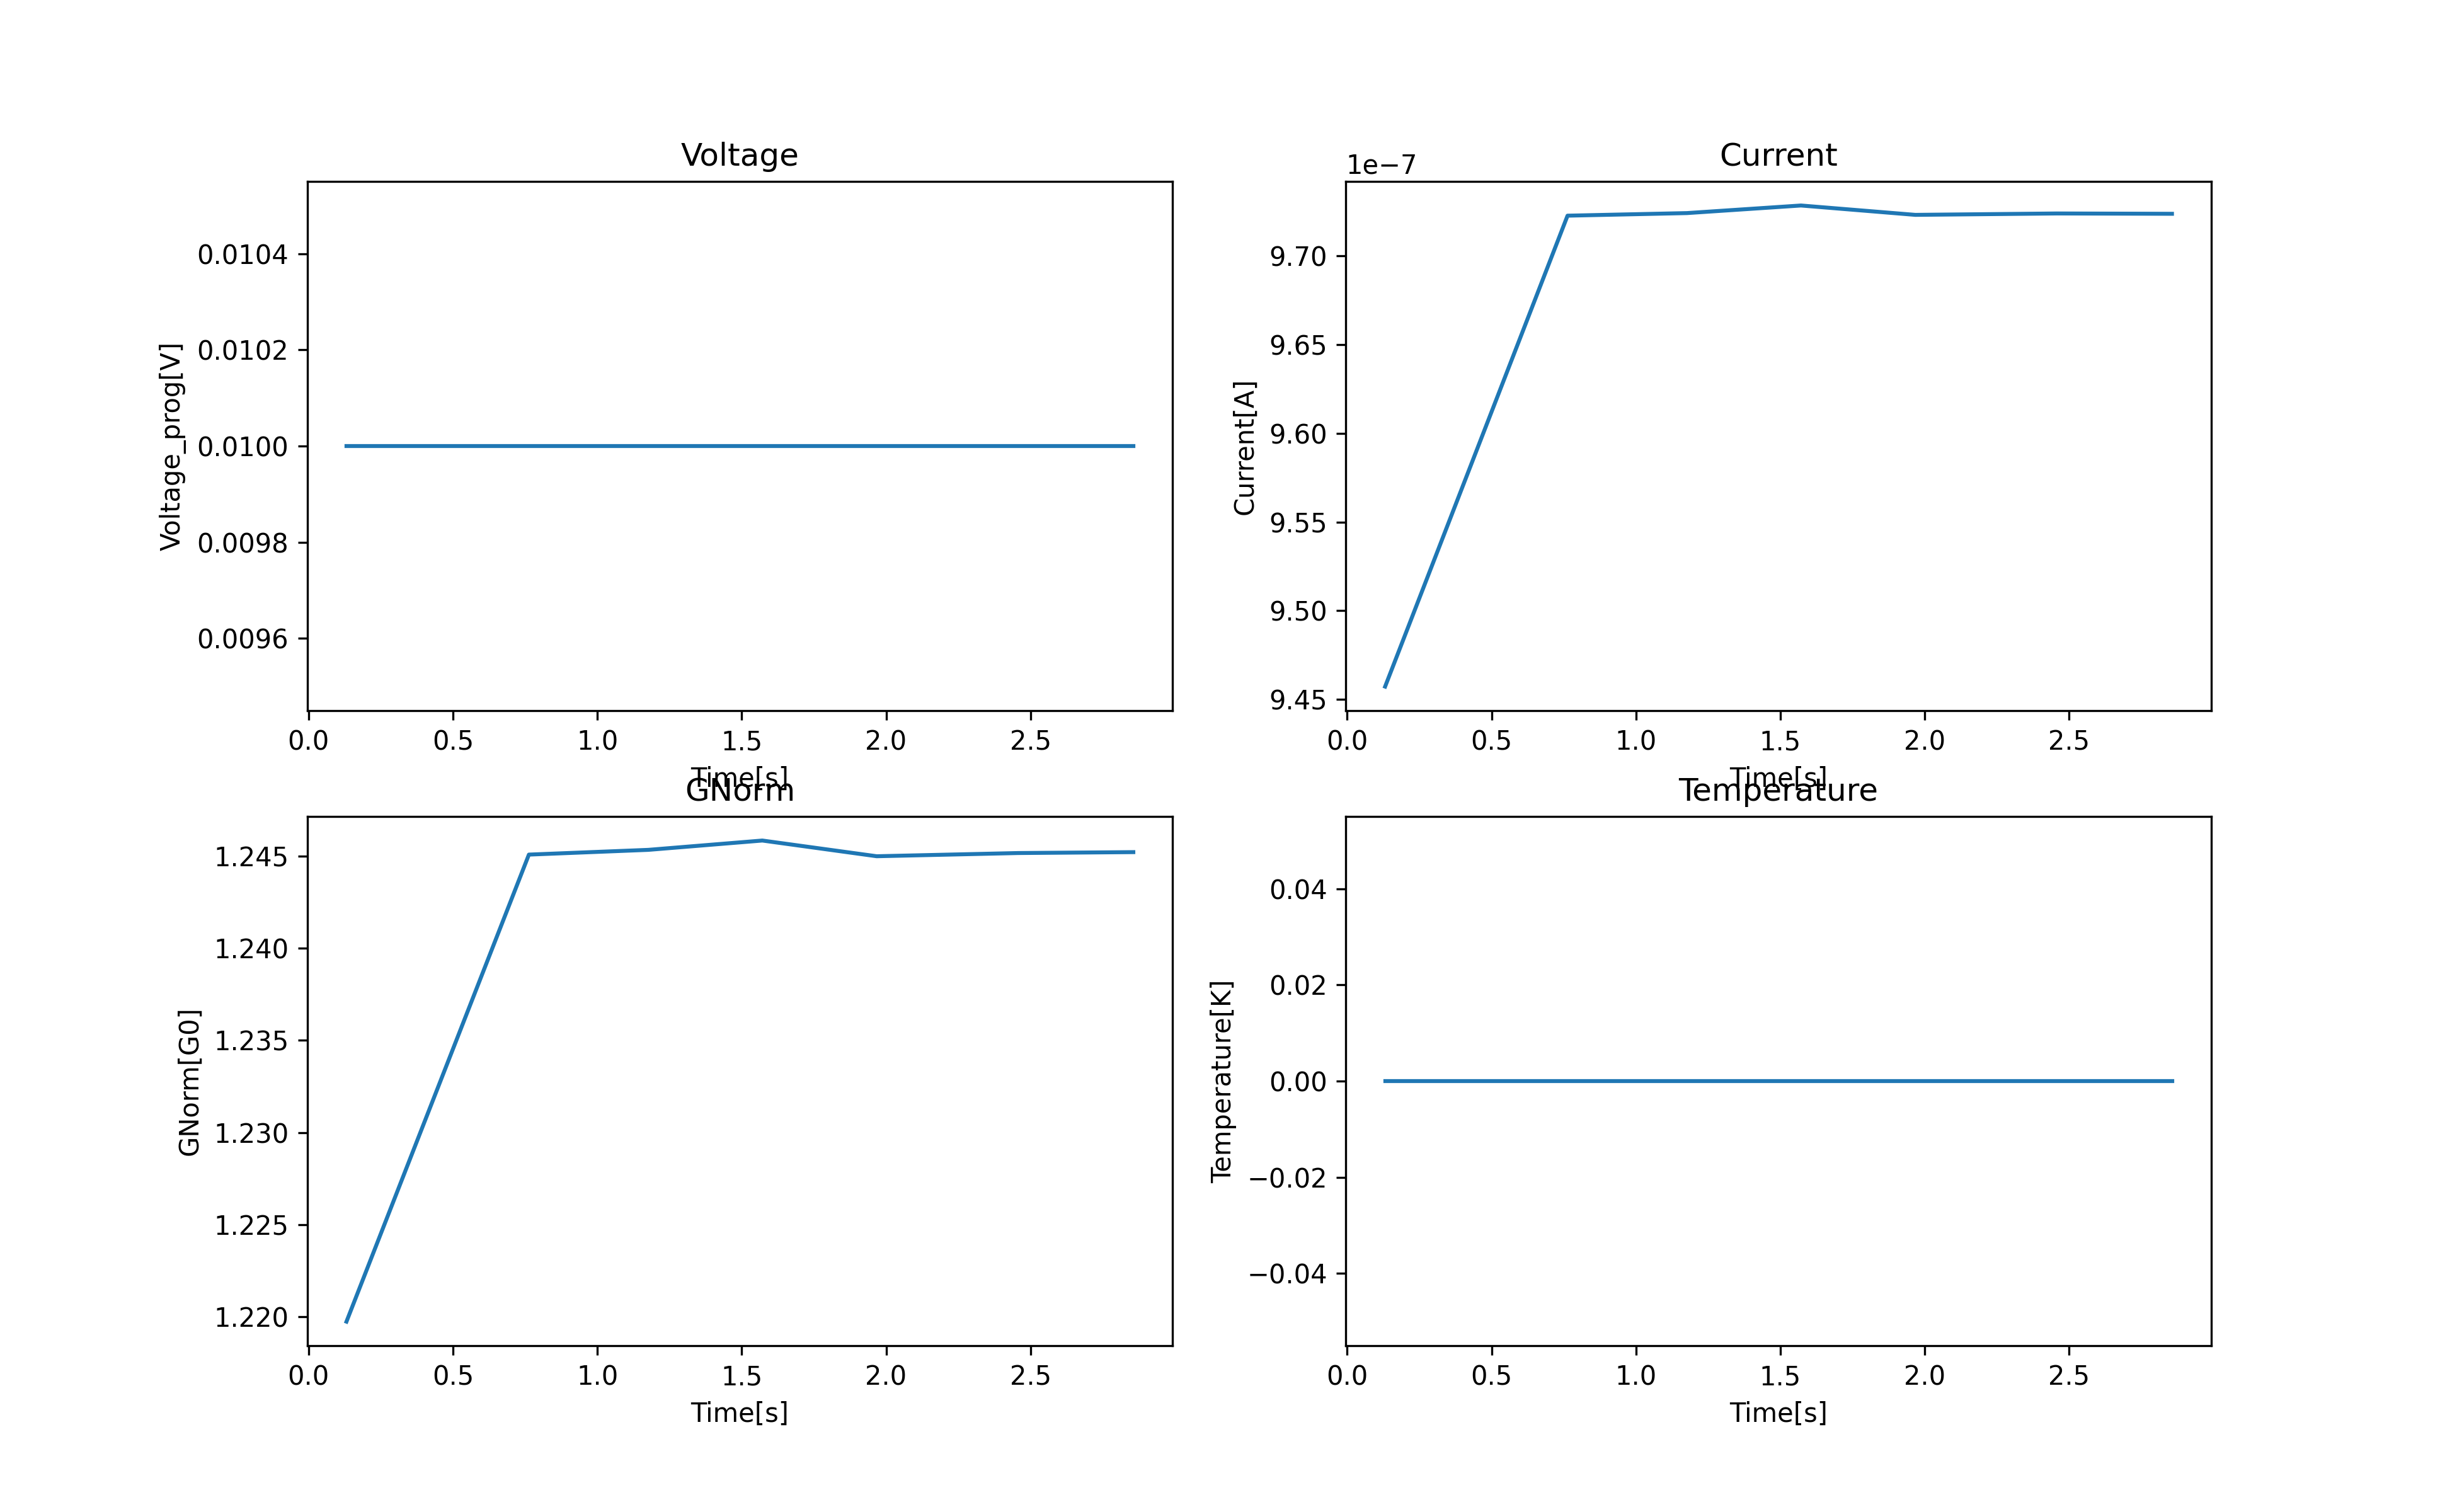 Voltage
Voltage_prog[V]
0.0104
0.0102
0.0100
0.0098
0.0096
0.0 0.5 1.0 1.5 2.0 2.5
Time[s]
Current
1e−7
Current[A]
9.70
9.65
9.60
9.55
9.50
9.45
0.0 0.5 1.0 1.5 2.0 2.5
Time[s]
GNorm
GNorm[G0]
1.245
1.240
1.235
1.230
1.225
1.220
0.0 0.5 1.0 1.5 2.0 2.5
Time[s]
Temperature
Temperature[K]
0.04
0.02
0.00
−0.02
−0.04
0.0 0.5 1.0 1.5 2.0 2.5
Time[s]